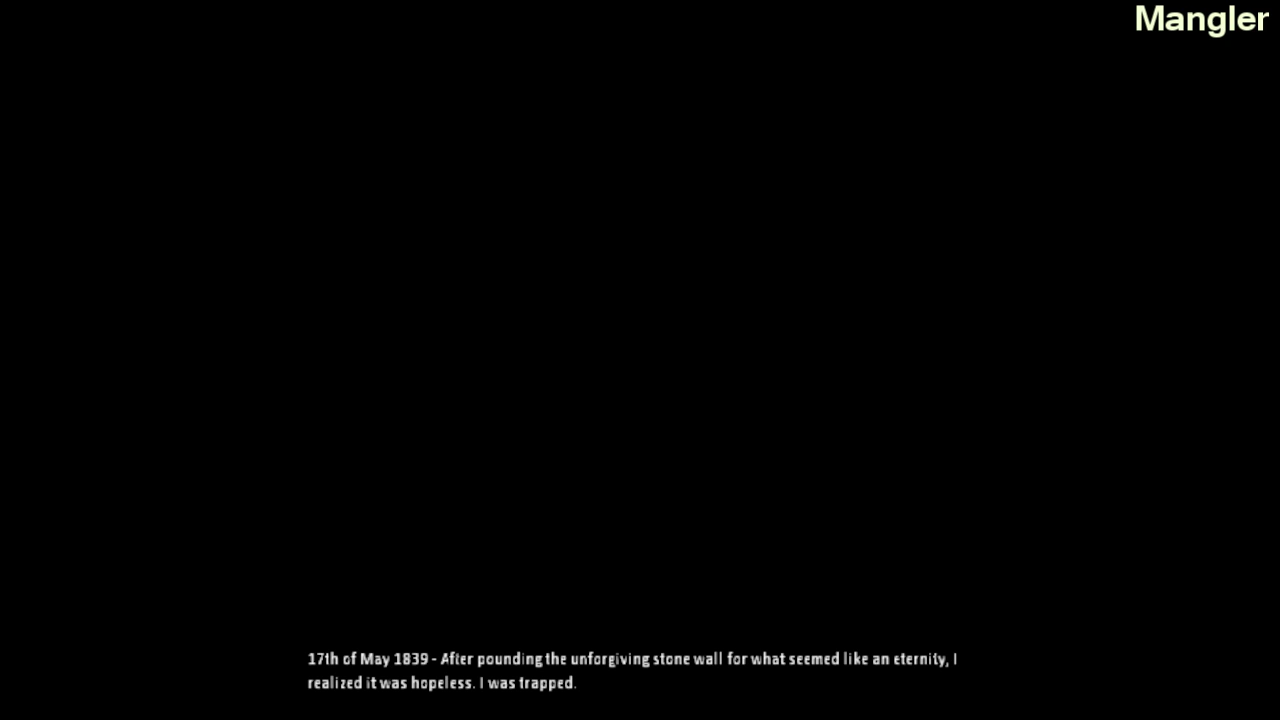 Mangler
17th of May 1839 - After pounding the unforgiving stone wall for what seemed like an eternity, I
realized it was hopeless. I was trapped.